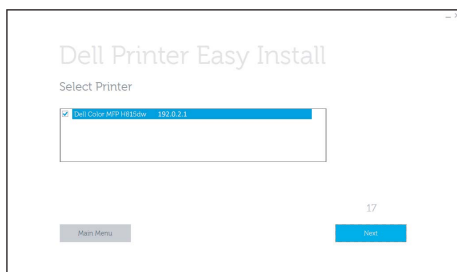 Dell Printer Easy Install
Select Printer
Dell Color MFP H815dw 192.0.2.1
17
Main Menu Next